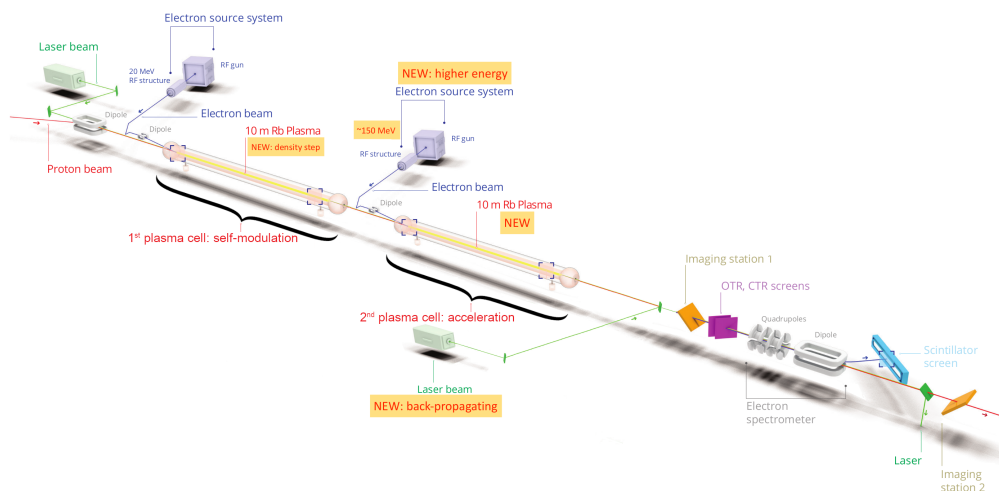 Electron source system
Laser beam
20 MeV
RF structure
RF gun
NEW: higher energy
Electron source system
Dipole
Electron beam
Dipole
10 m Rb Plasma
NEW: density step
~150 MeV
RF structure
RF gun
Proton beam
Electron beam
Dipole
10 m Rb Plasma
NEW
1st plasma cell: self-modulation
Imaging station 1
OTR, CTR screens
2nd plasma cell: acceleration
Quadrupoles
Dipole
Scintillator
screen
Laser beam
NEW: back-propagating
Electron
spectrometer
Laser
Imaging
station 2